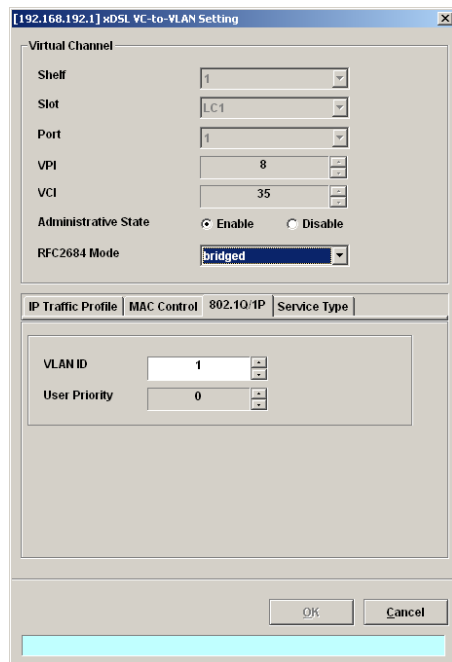 [192.168.192.1] xDSL VC-to-VLAN Setting
Virtual Channel
Shelf 1
Slot LC1
Port 1
VPI 8
VCI 35
Administrative State Enable Disable
RFC2684 Mode bridged
IP Traffic Profile MAC Control 802.1Q/1P Service Type
VLAN ID 1
User Priority 0
OK Cancel